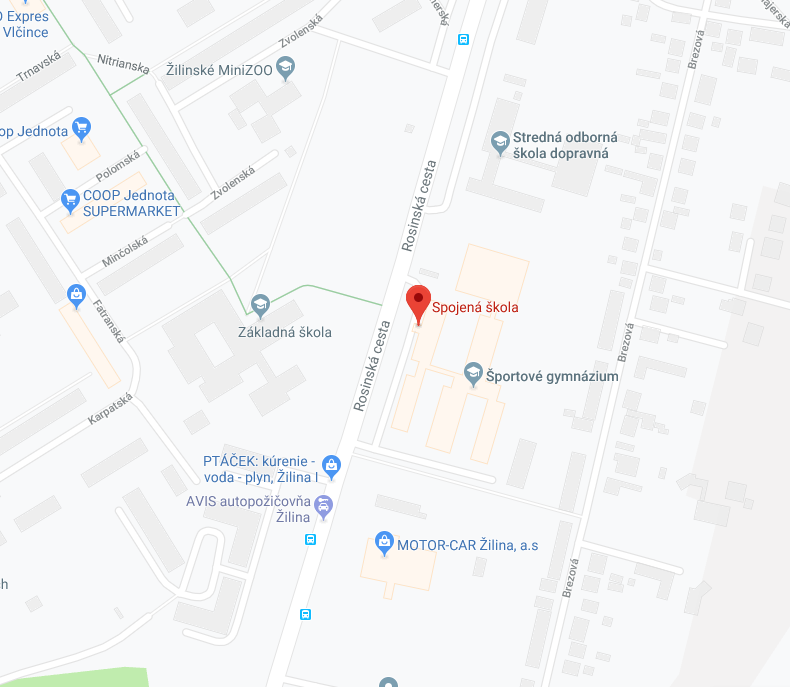 Expres
Vlčince
Zvolenská
Brezová
Trnavská
Nitrianska
Žilinské MiniZOO
op Jednota
Stredná odborná
škola dopravná
Polomská
Zvolenská
COOP Jednota
SUPERMARKET
Rosinská cesta
Minčolská
Fatranská
Spojená škola
Základná škola
Rosinská cesta
Brezová
Športové gymnázium
Karpatská
PTÁČEK: kúrenie -
voda - plyn, Žilina I
AVIS autopožičovňa
Žilina
MOTOR-CAR Žilina, a.s
Brezová
ch